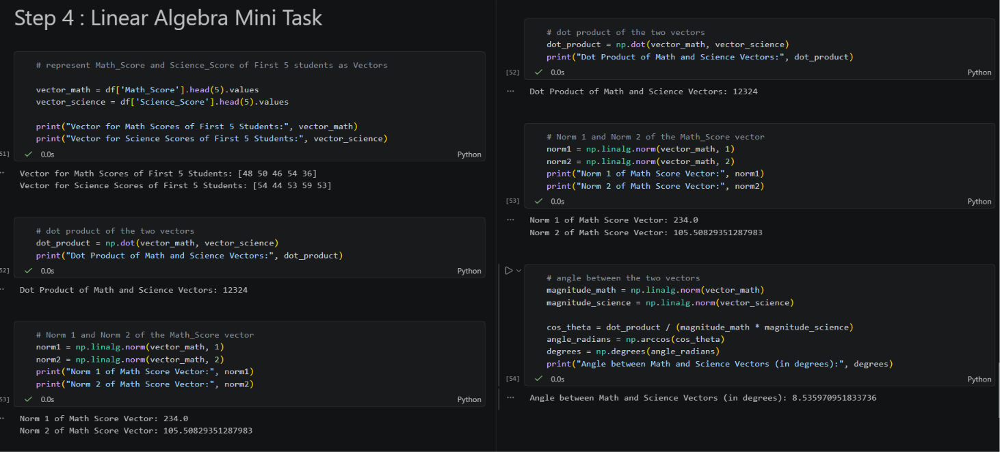 Step 4 : Linear Algebra Mini Task
# represent Math_Score and Science_Score of First 5 students as Vectors
vector_math = df['Math_Score'].head(5).values
vector_science = df['Science_Score'].head(5).values
print("Vector for Math Scores of First 5 Students:", vector_math)
print("Vector for Science Scores of First 5 Students:", vector_science)
51]
0.0s
Python
Vector for Math Scores of First 5 Students: [48 50 46 54 36]
Vector for Science Scores of First 5 Students: [54 44 53 59 53]
# dot product of the two vectors
dot_product = np.dot(vector_math, vector_science)
print("Dot Product of Math and Science Vectors:", dot_product)
52]
0.0s
Python
Dot Product of Math and Science Vectors: 12324
# Norm 1 and Norm 2 of the Math_Score vector
norm1 = np.linalg.norm(vector_math, 1)
norm2 = np.linalg.norm(vector_math, 2)
print("Norm 1 of Math Score Vector:", norm1)
print("Norm 2 of Math Score Vector:", norm2)
53]
0.0s
Python
Norm 1 of Math Score Vector: 234.0
Norm 2 of Math Score Vector: 105.50829351287983
# dot product of the two vectors
dot_product = np.dot(vector_math, vector_science)
print("Dot Product of Math and Science Vectors:", dot_product)
[52]
0.0s
Python
Dot Product of Math and Science Vectors: 12324
# Norm 1 and Norm 2 of the Math_Score vector
norm1 = np.linalg.norm(vector_math, 1)
norm2 = np.linalg.norm(vector_math, 2)
print("Norm 1 of Math Score Vector:", norm1)
print("Norm 2 of Math Score Vector:", norm2)
[53]
0.0s
Python
Norm 1 of Math Score Vector: 234.0
Norm 2 of Math Score Vector: 105.50829351287983
# angle between the two vectors
magnitude_math = np.linalg.norm(vector_math)
magnitude_science = np.linalg.norm(vector_science)
cos_theta = dot_product / (magnitude_math * magnitude_science)
angle_radians = np.arccos(cos_theta)
degrees = np.degrees(angle_radians)
print("Angle between Math and Science Vectors (in degrees):", degrees)
[54]
0.0s
Python
Angle between Math and Science Vectors (in degrees): 8.535970951833736